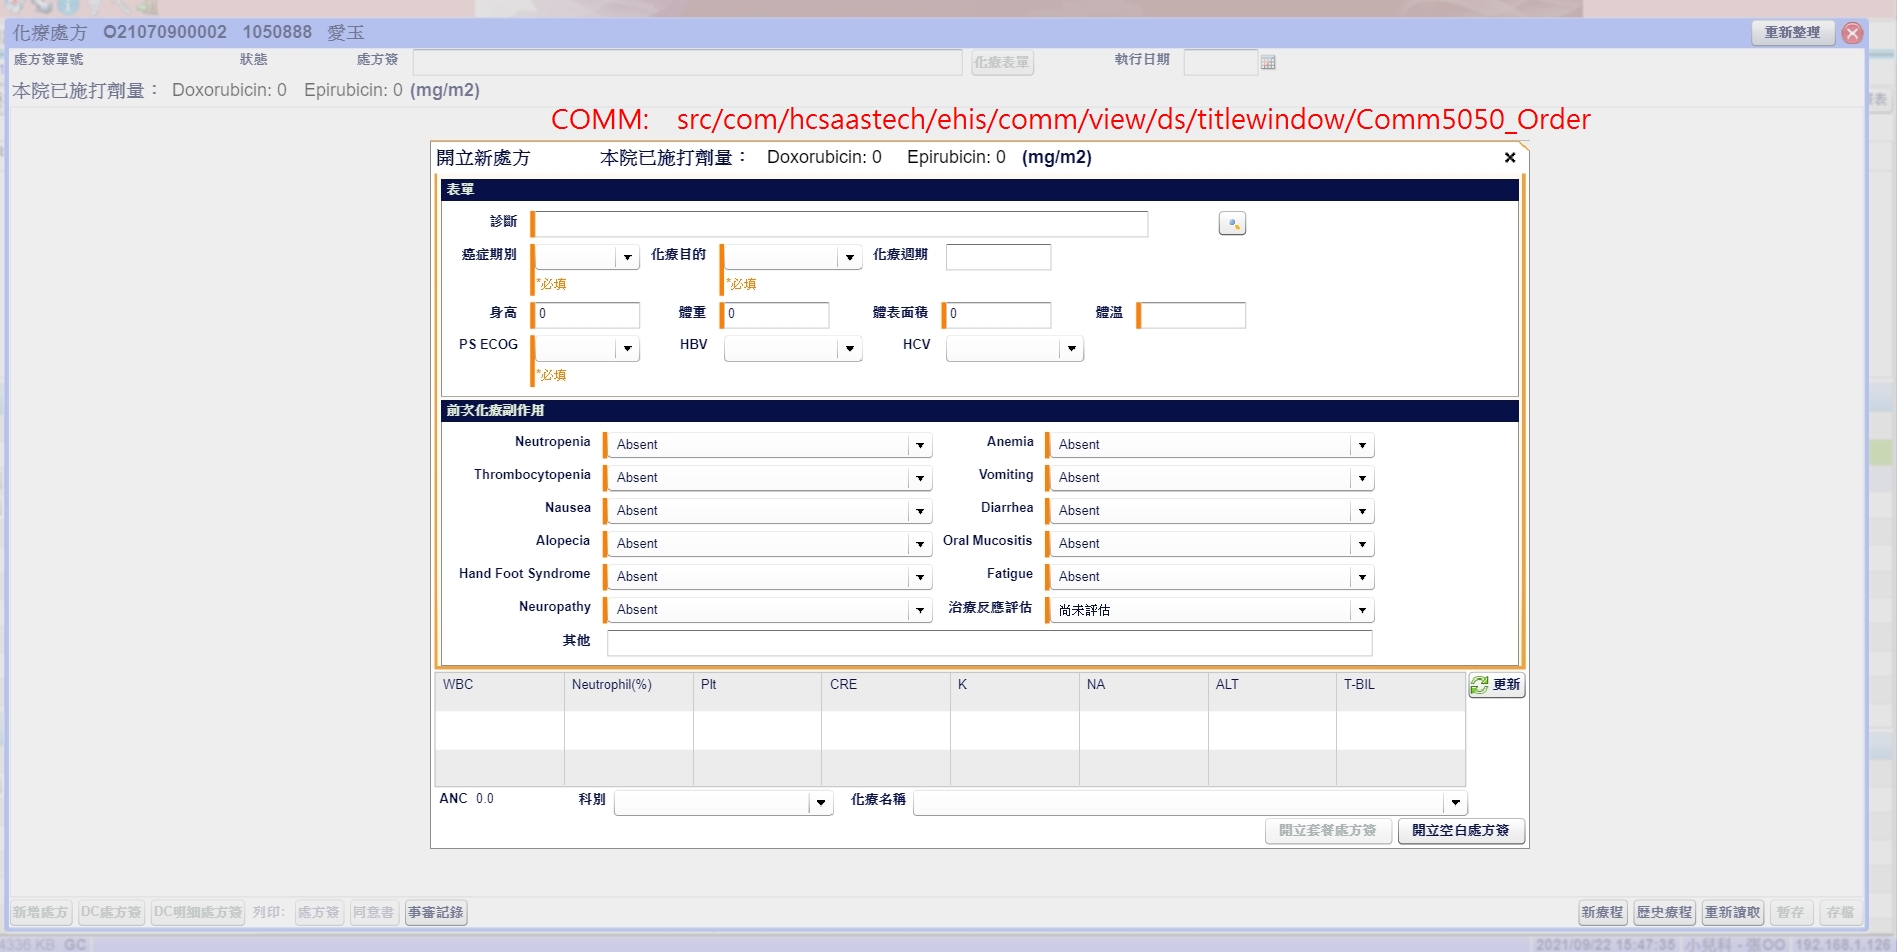 化療處方 O21070900002 1050888 愛玉 重新整理
處方簽單號 狀態 處方簽 化療表單 執行日期
本院已施打劑量： Doxorubicin: 0 Epirubicin: 0 (mg/m2)
COMM: src/com/hcsaastech/ehis/comm/view/ds/titlewindow/Comm5050_Order
開立新處方 本院已施打劑量： Doxorubicin: 0 Epirubicin: 0 (mg/m2)
表單
診斷
癌症期別 化療目的 化療週期
*必填 *必填
身高 0 體重 0 體表面積 0 體溫
PS ECOG HBV HCV
*必填
前次化療副作用
Neutropenia Absent Anemia Absent
Thrombocytopenia Absent Vomiting Absent
Nausea Absent Diarrhea Absent
Alopecia Absent Oral Mucositis Absent
Hand Foot Syndrome Absent Fatigue Absent
Neuropathy Absent 治療反應評估 尚未評估
其他
WBC Neutrophil(%) Plt CRE K NA ALT T-BIL 更新
ANC 0.0 科別 化療名稱
開立套餐處方簽 開立空白處方簽
新增處方 DC處方簽 DC明細處方簽 列印: 處方簽 同意書 事審記錄 新療程 歷史療程 重新讀取 暫存 存檔
4336 KB GC 2021/09/22 15:47:35 小兒科 - 張OO 192.168.1.126